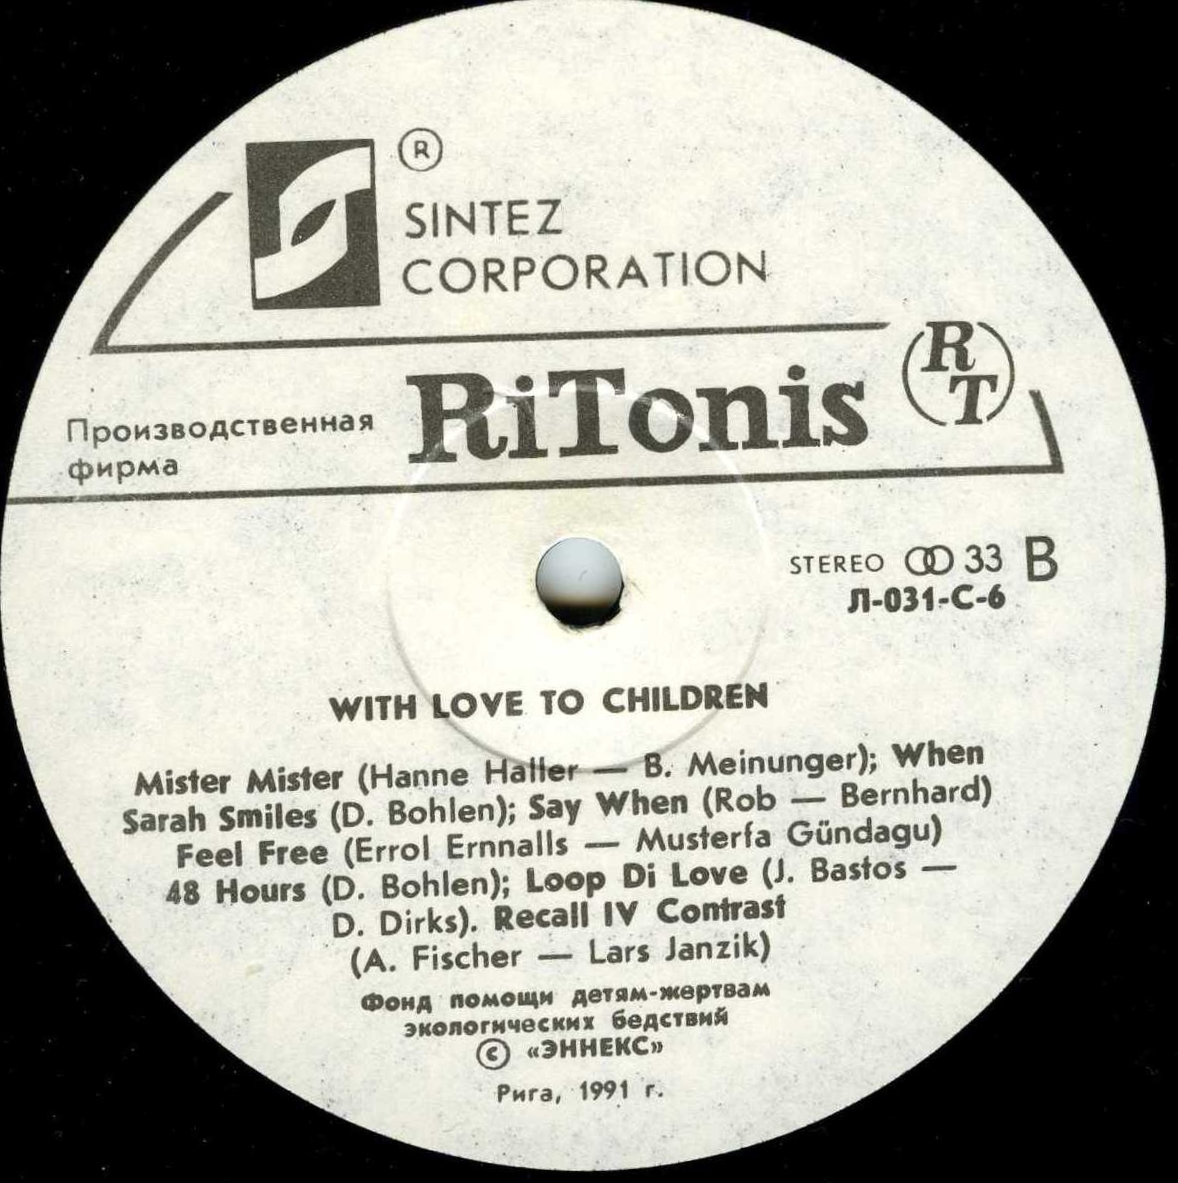 ®
SINTEZ
CORPORATION
RiTonis
R
T
Производственная
фирма
STEREO 33 B
Л-031-С-6
WITH LOVE TO CHILDREN
Mister Mister (Hanne Haller — B. Meinunger); When
Sarah Smiles (D. Bohlen); Say When (Rob — Bernhard)
Feel Free (Errol Ernnalls — Musterfa Gündagu)
48 Hours (D. Bohlen); Loop Di Love (J. Bastos —
D. Dirks). Recall IV Contrast
(A. Fischer — Lars Janzik)
Фонд помощи детям-жертвам
экологических бедствий
© «ЭННЕКС»
Рига, 1991 г.